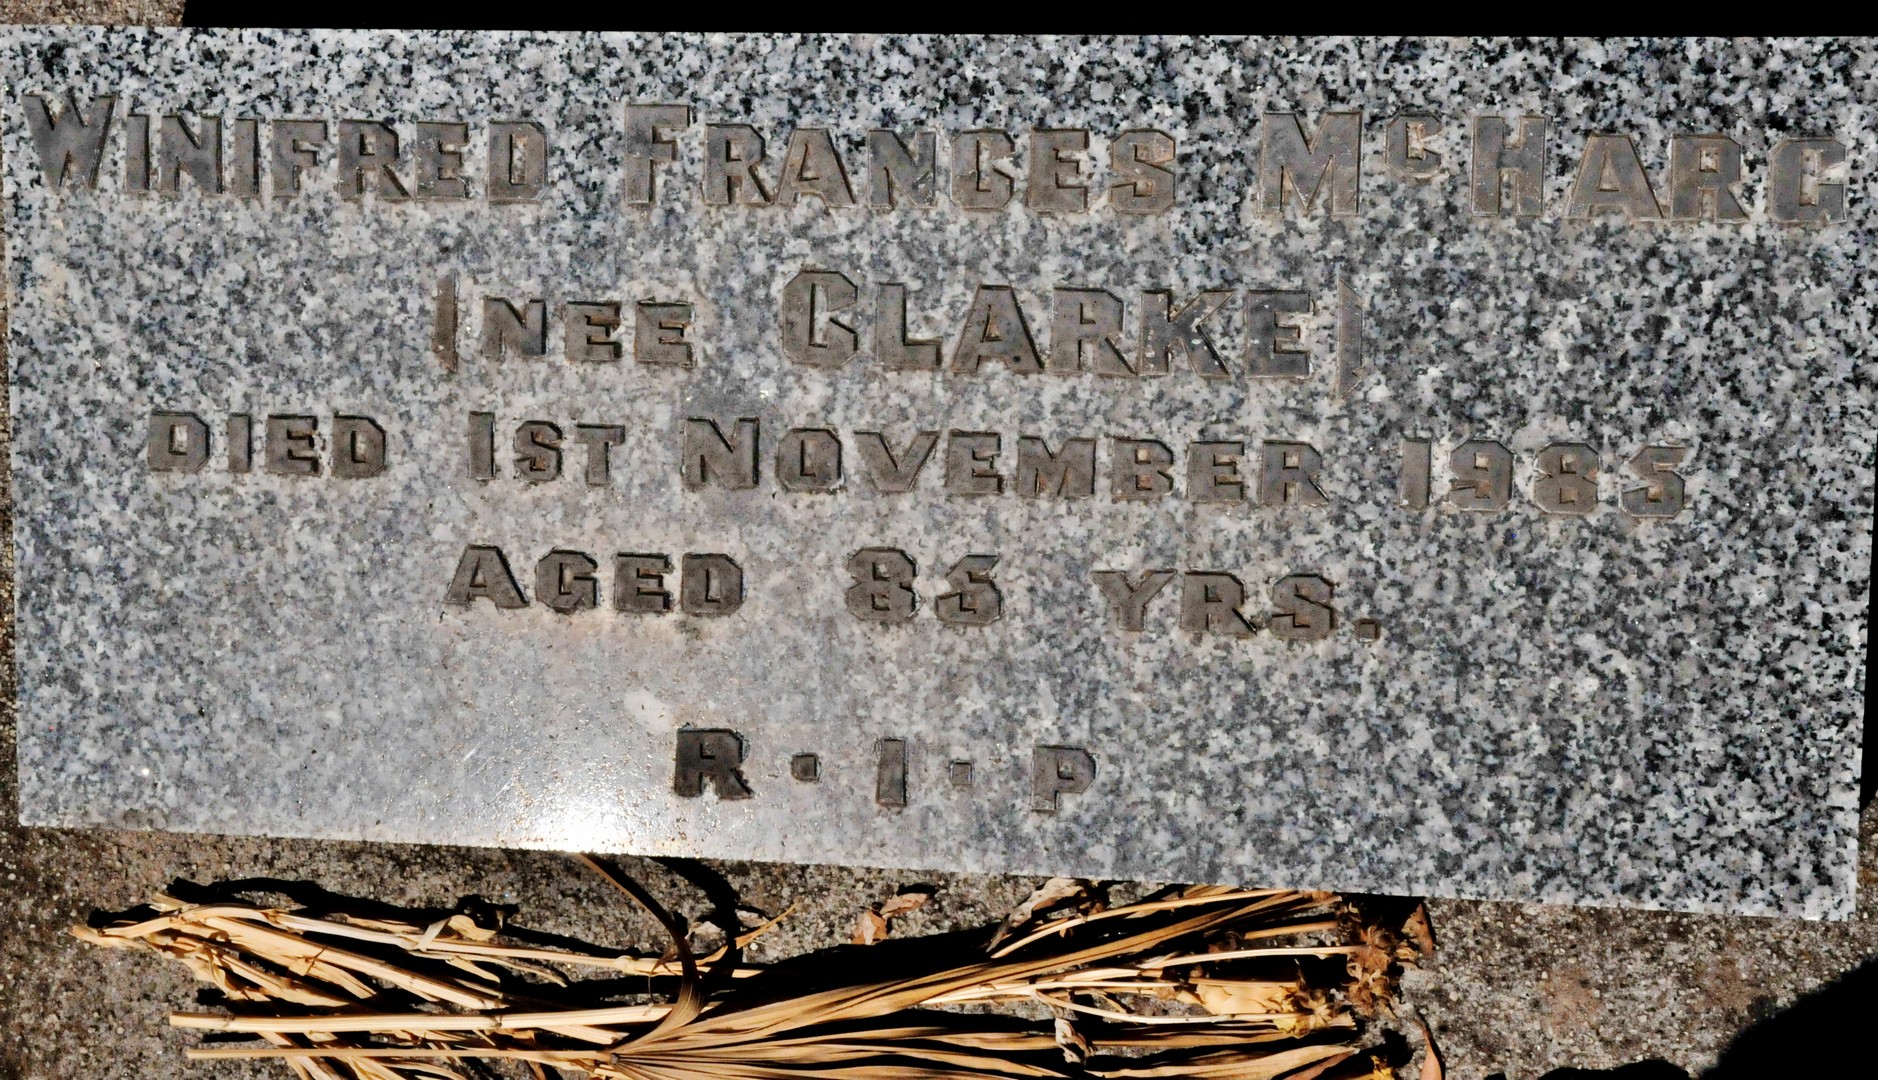 WINIFRED FRANCES McHARG
(NEE CLARKE)
DIED 1ST NOVEMBER 1985
AGED 85 YRS.
R·I·P